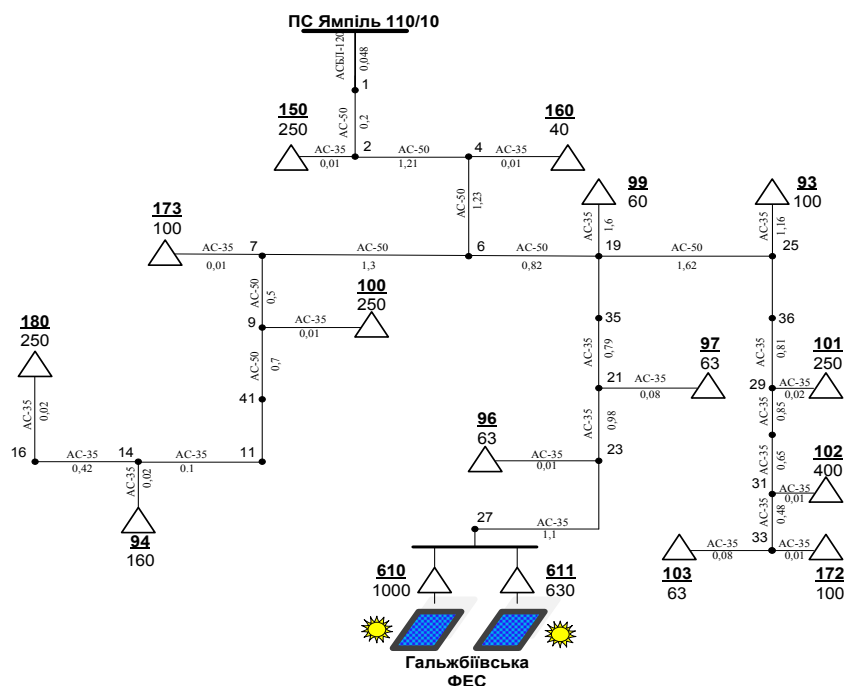 ПС Ямпіль 110/10
АСБЛ-120
0,048
1
АС-50
0,2
150
250
АС-35
0,01
2
АС-50
1,21
4
АС-35
0,01
160
40
АС-50
1,23
99
60
АС-35
1,6
93
100
АС-35
1,16
173
100
АС-35
0,01
7
АС-50
1,3
6
АС-50
0,82
19
АС-50
1,62
25
АС-50
0,5
100
250
9
АС-35
0,01
35
36
180
250
АС-50
0,7
АС-35
0,79
97
63
АС-35
0,81
101
250
АС-35
0,02
41
21
АС-35
0,08
29
АС-35
0,02
АС-35
0,98
АС-35
0,85
96
63
АС-35
0,01
23
102
400
16
АС-35
0,42
14
АС-35
0.1
11
АС-35
0,65
31
АС-35
0,01
АС-35
0,02
94
160
27
АС-35
1,1
АС-35
0,48
33
АС-35
0,08
АС-35
0,01
103
63
172
100
610
1000
611
630
Гальжбіївська
ФЕС